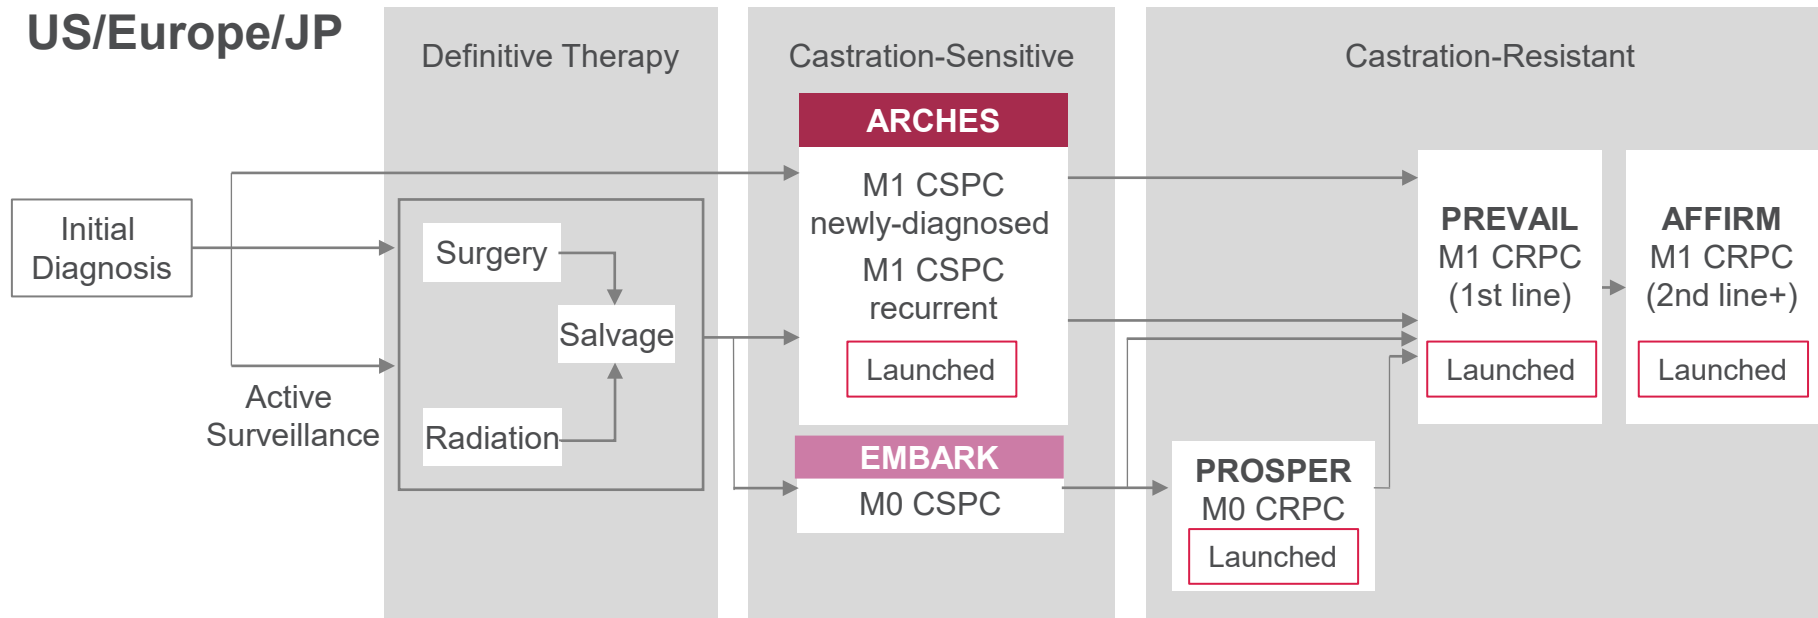 US/Europe/JP
Definitive Therapy
Castration-Sensitive
Castration-Resistant
Initial
Diagnosis
Active
Surveillance
Surgery
Salvage
Radiation
ARCHES
M1 CSPC
newly-diagnosed
M1 CSPC
recurrent
Launched
EMBARK
M0 CSPC
PROSPER
M0 CRPC
Launched
PREVAIL
M1 CRPC
(1st line)
Launched
AFFIRM
M1 CRPC
(2nd line+)
Launched